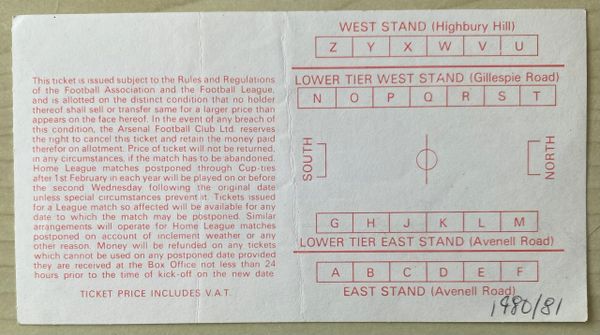 This ticket is issued subject to the Rules and Regulations
of the Football Association and the Football League,
and is allotted on the distinct condition that no holder
thereof shall sell or transfer same for a larger price than
appears on the face hereof. In the event of any breach of
this condition, the Arsenal Football Club Ltd. reserves
the right to cancel this ticket and retain the money paid
therefor on allotment. Price of ticket will not be returned,
in any circumstances, if the match has to be abandoned.
Home League matches postponed through Cup-ties
after 1st February in each year will be played on or before
the second Wednesday following the original date
unless special circumstances prevent it. Tickets issued
for a League match so affected will be available for any
date to which the match may be postponed. Similar
arrangements will operate for Home League matches
postponed on account of inclement weather or any
other reason. Money will be refunded on any tickets
which cannot be used on any postponed date provided
they are received at the Box Office not less than 24
hours prior to the time of kick-off on the new date.
TICKET PRICE INCLUDES V.A.T.
WEST STAND (Highbury Hill)
Z Y X W V U
LOWER TIER WEST STAND (Gillespie Road)
N O P Q R S T
SOUTH
NORTH
G H J K L M
LOWER TIER EAST STAND (Avenell Road)
A B C D E F
EAST STAND (Avenell Road)
1980/81